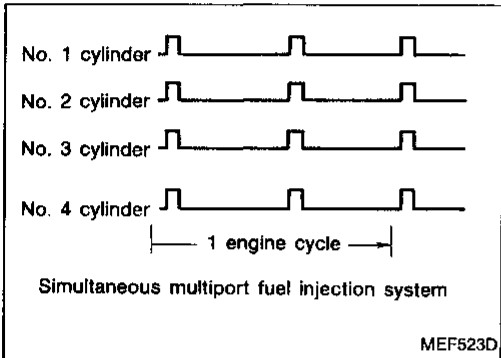 No. 1 cylinder
No. 2 cylinder
No. 3 cylinder
No. 4 cylinder
1 engine cycle
Simultaneous multiport fuel injection system
MEF523D